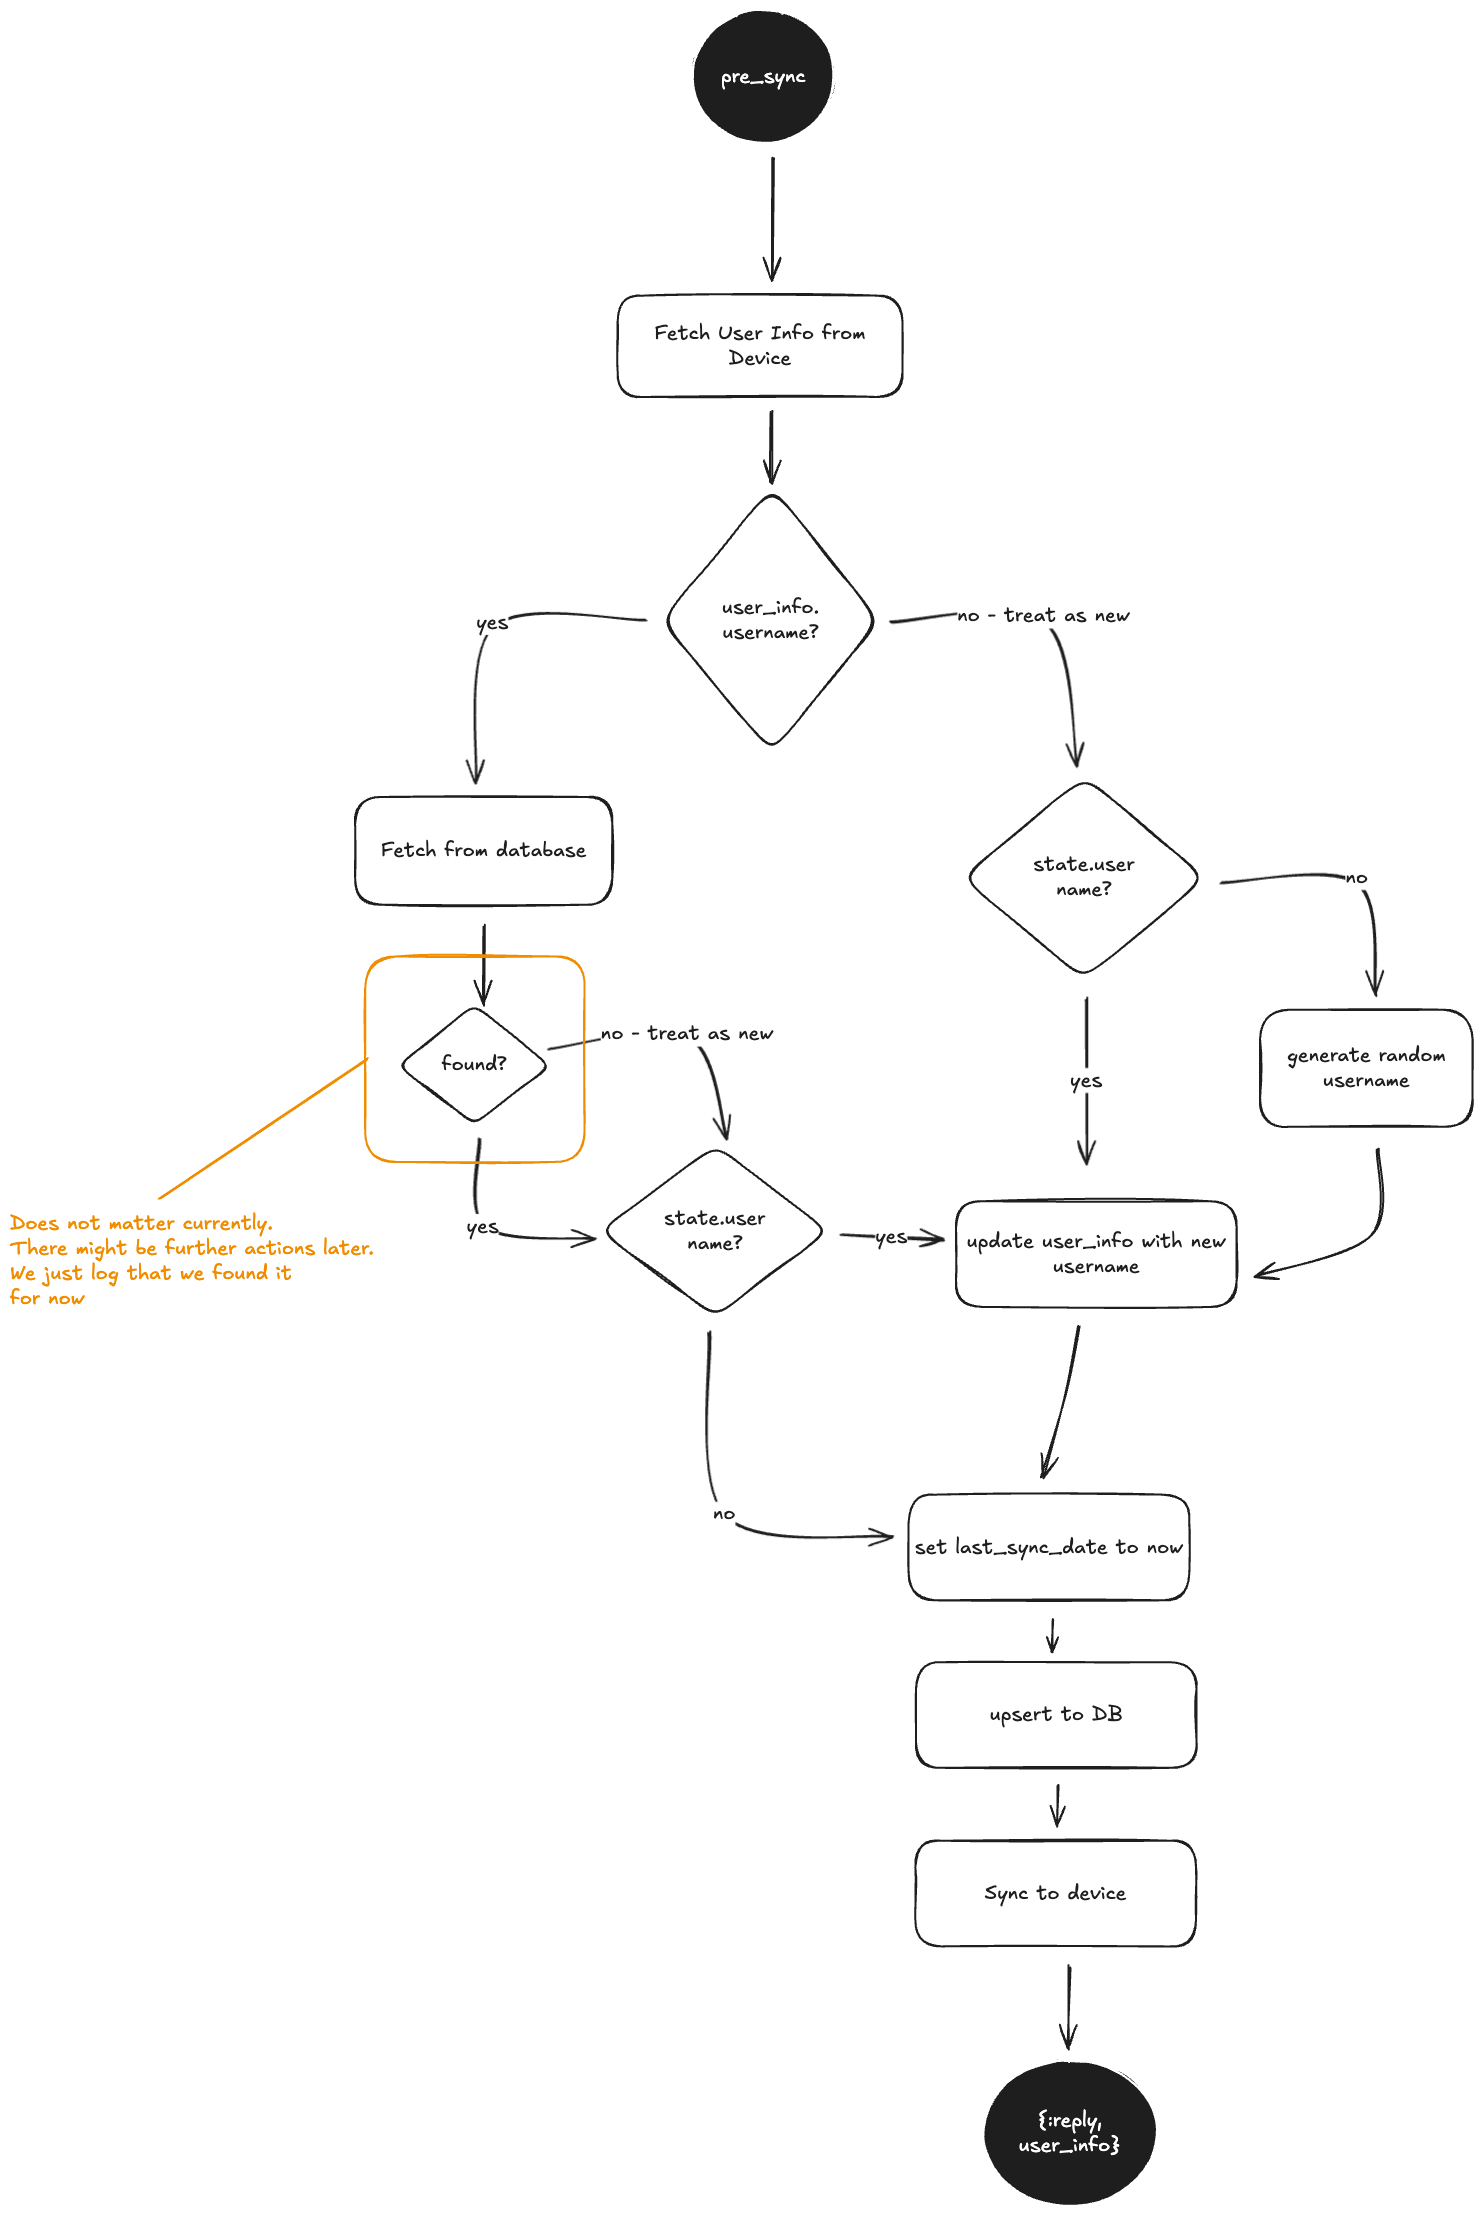 pre_sync
Fetch User Info from
Device
user_info.
username?
yes
no - treat as new
Fetch from database
state.user
name?
no
found?
no - treat as new
generate random
username
yes
yes
state.user
name?
yes
update user_info with new
username
Does not matter currently.
There might be further actions later.
We just log that we found it
for now
no
set last_sync_date to now
upsert to DB
Sync to device
{:reply,
user_info}